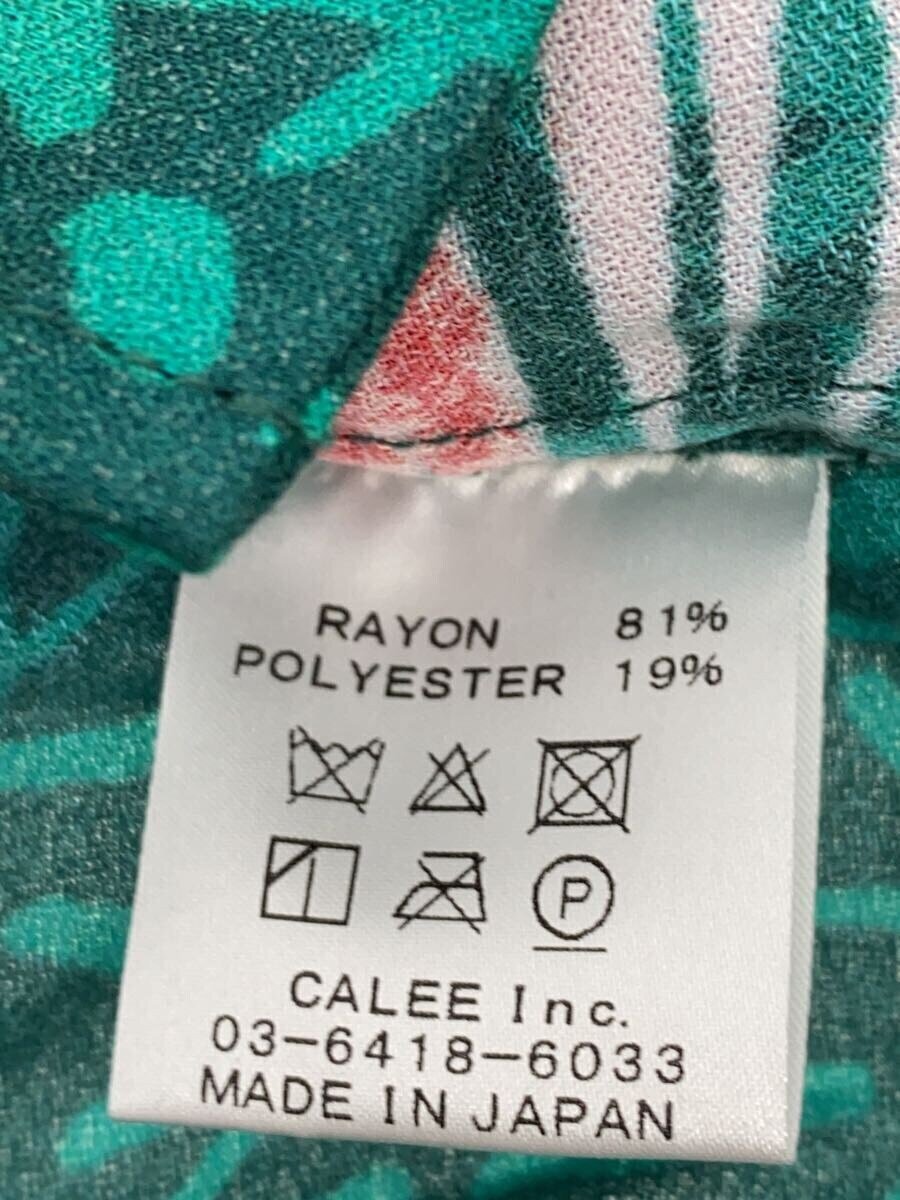 RAYON 81%
POLYESTER 19%
P
CALEE Inc.
03-6418-6033
MADE IN JAPAN